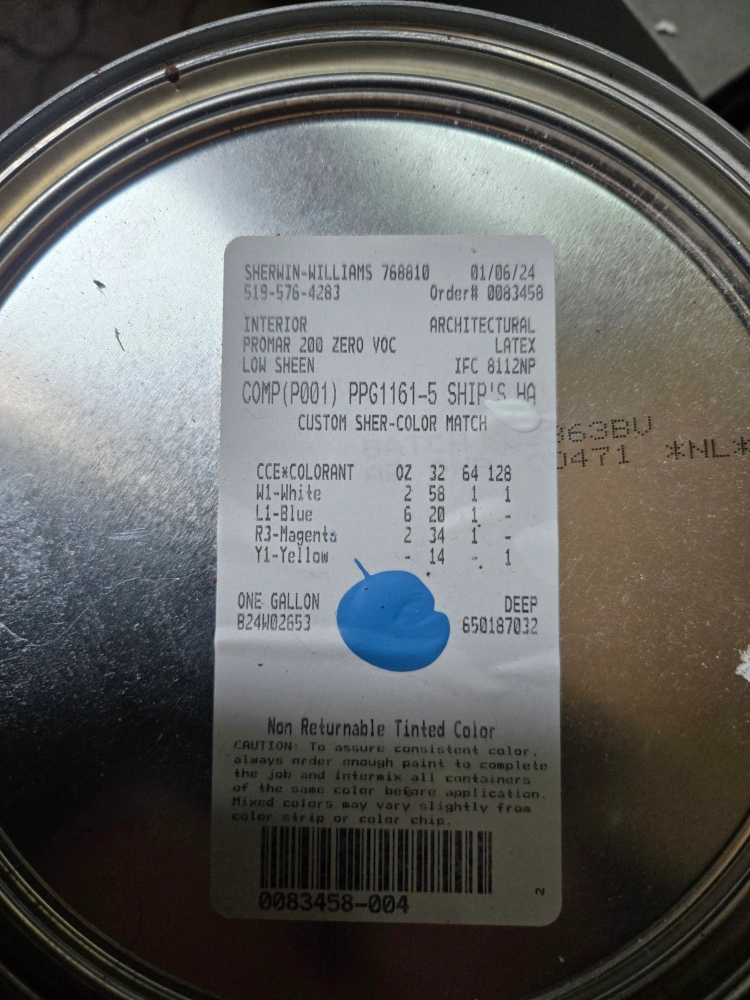 SHERWIN-WILLIAMS 768810 01/06/24
519-576-4283 Order# 0083458
INTERIOR ARCHITECTURAL
PROMAR 200 ZERO VOC LATEX
LOW SHEEN IFC 8112NP
COMP(P001) PPG1161-5 SHIP'S HA
CUSTOM SHER-COLOR MATCH
63BV
0471 *NL*
CCE*COLORANT OZ 32 64 128
W1-White 2 58 1 1
L1-Blue 6 20 1 -
R3-Magenta 2 34 1 -
Y1-Yellow - 14 - 1
ONE GALLON DEEP
B24W02653 650187032
Non Returnable Tinted Color
CAUTION: To assure consistent color,
always order enough paint to complete
the job and intermix all containers
of the same color before application.
Mixed colors may vary slightly from
color strip or color chip.
0083458-004
2